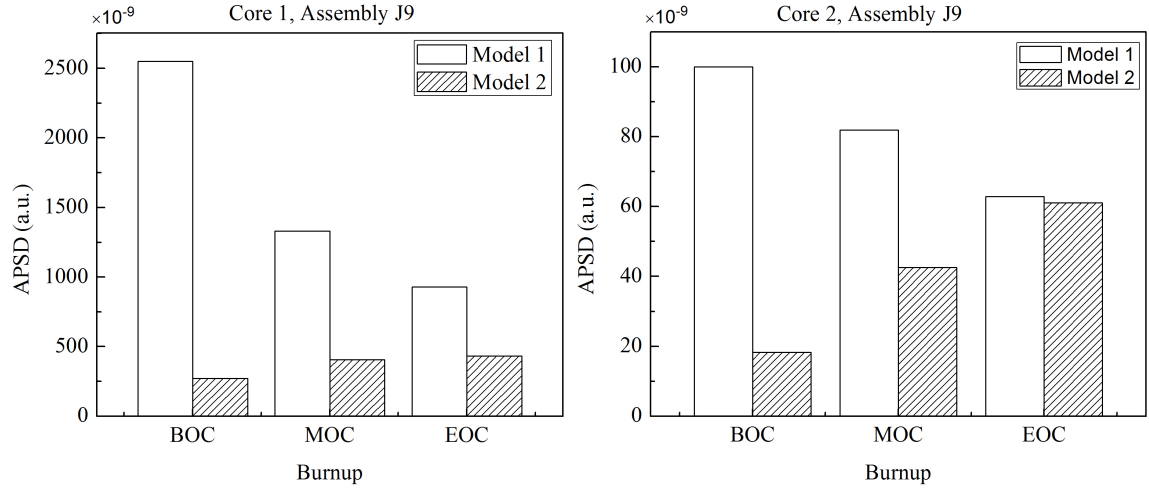 Core 1, Assembly J9
×10⁻⁹
Model 1
Model 2
2500
2000
1500
1000
500
0
APSD (a.u.)
BOC MOC EOC
Burnup
Core 2, Assembly J9
×10⁻⁹
Model 1
Model 2
100
80
60
40
20
0
APSD (a.u.)
BOC MOC EOC
Burnup